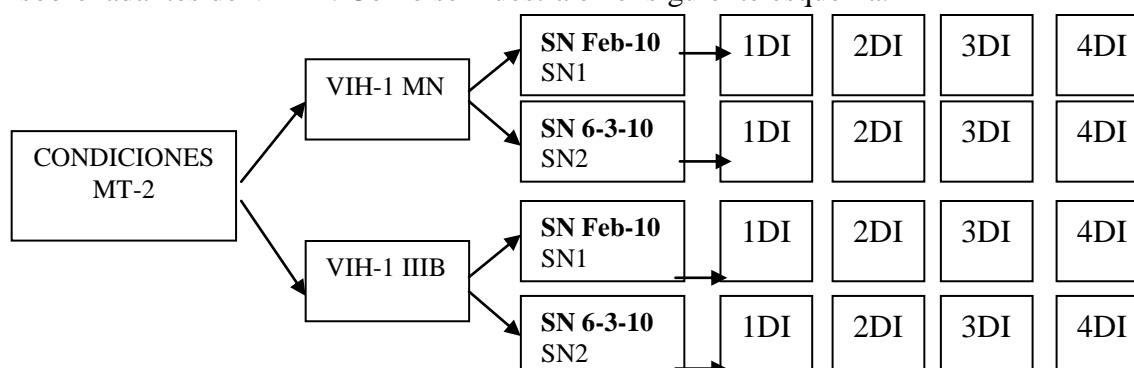 VIH-1 MN
SN Feb-10
SN1
1DI 2DI 3DI 4DI
SN 6-3-10
SN2
1DI 2DI 3DI 4DI
CONDICIONES
MT-2
VIH-1 IIIB
SN Feb-10
SN1
1DI 2DI 3DI 4DI
SN 6-3-10
SN2
1DI 2DI 3DI 4DI